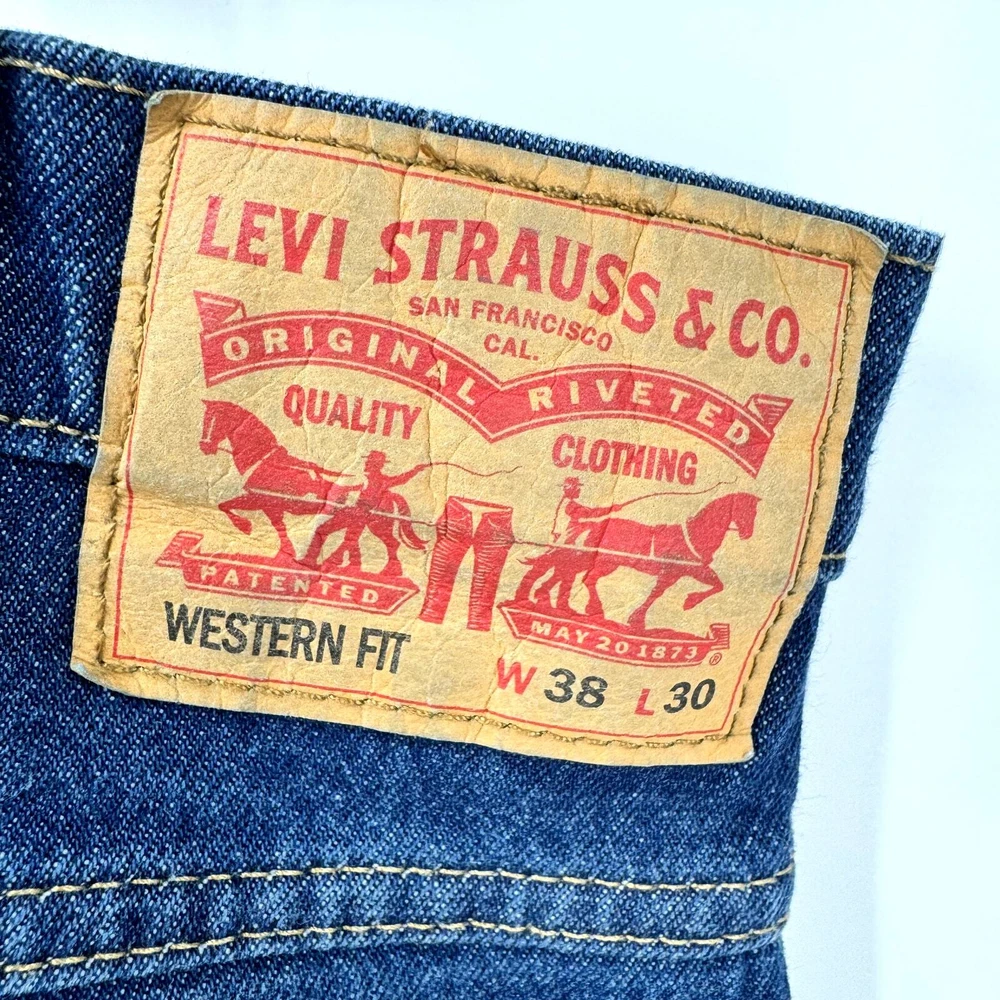 LEVI STRAUSS & CO.
SAN FRANCISCO
CAL.
ORIGINAL RIVETED
QUALITY CLOTHING
PATENTED
MAY 20 1873 ®
WESTERN FIT
W 38 L 30